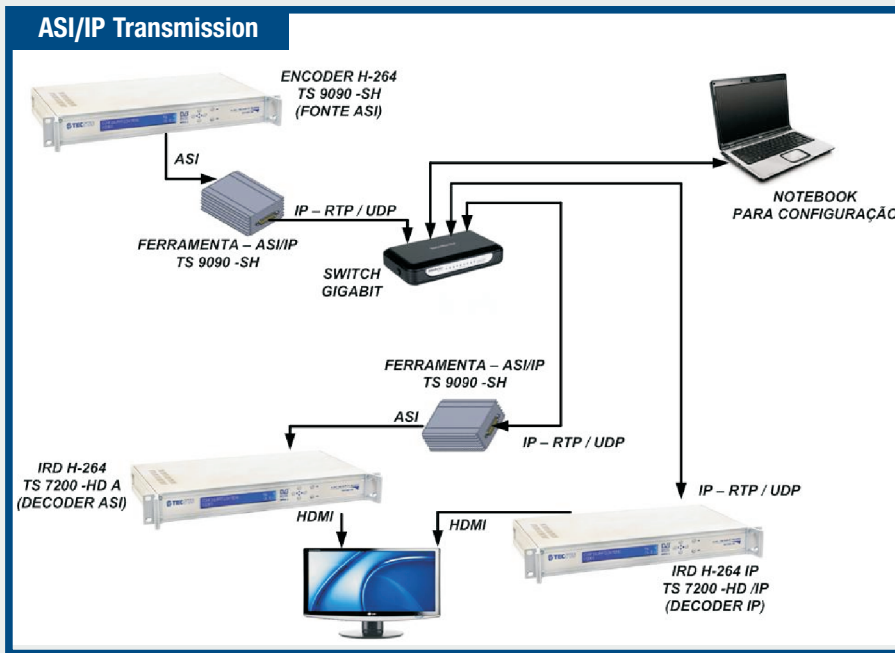 ASI/IP Transmission
ENCODER H-264
TS 9090 -SH
(FONTE ASI)
ASI
IP – RTP / UDP
FERRAMENTA – ASI/IP
TS 9090 -SH
SWITCH
GIGABIT
NOTEBOOK
PARA CONFIGURAÇÃO
FERRAMENTA – ASI/IP
TS 9090 -SH
ASI
IP – RTP / UDP
IRD H-264
TS 7200 -HD A
(DECODER ASI)
HDMI
HDMI
IP – RTP / UDP
IRD H-264 IP
TS 7200 -HD /IP
(DECODER IP)